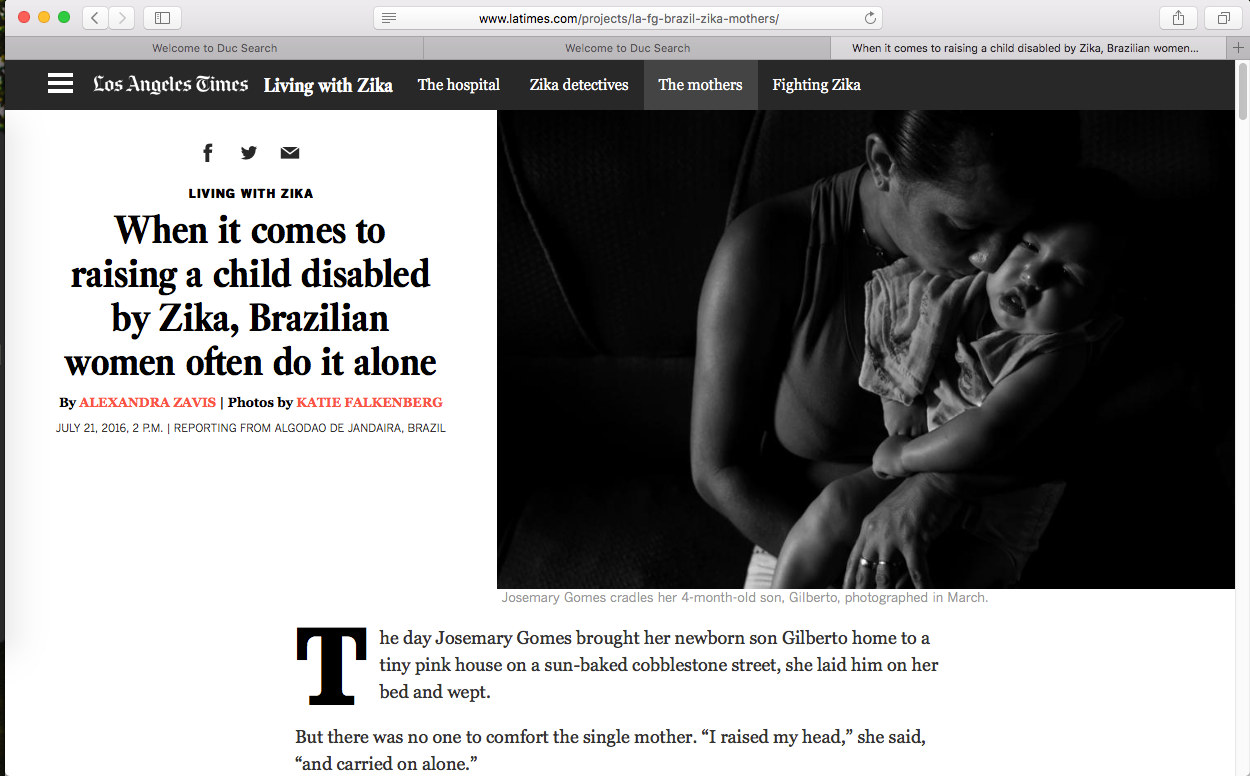 www.latimes.com/projects/la-fg-brazil-zika-mothers/
Welcome to Duc Search
Welcome to Duc Search
When it comes to raising a child disabled by Zika, Brazilian women...
Los Angeles Times
Living with Zika
The hospital
Zika detectives
The mothers
Fighting Zika
LIVING WITH ZIKA
When it comes to
raising a child disabled
by Zika, Brazilian
women often do it alone
By ALEXANDRA ZAVIS | Photos by KATIE FALKENBERG
JULY 21, 2016, 2 P.M. | REPORTING FROM ALGODAO DE JANDAIRA, BRAZIL
Josemary Gomes cradles her 4-month-old son, Gilberto, photographed in March.
The day Josemary Gomes brought her newborn son Gilberto home to a
tiny pink house on a sun-baked cobblestone street, she laid him on her
bed and wept.
But there was no one to comfort the single mother. “I raised my head,” she said,
“and carried on alone.”